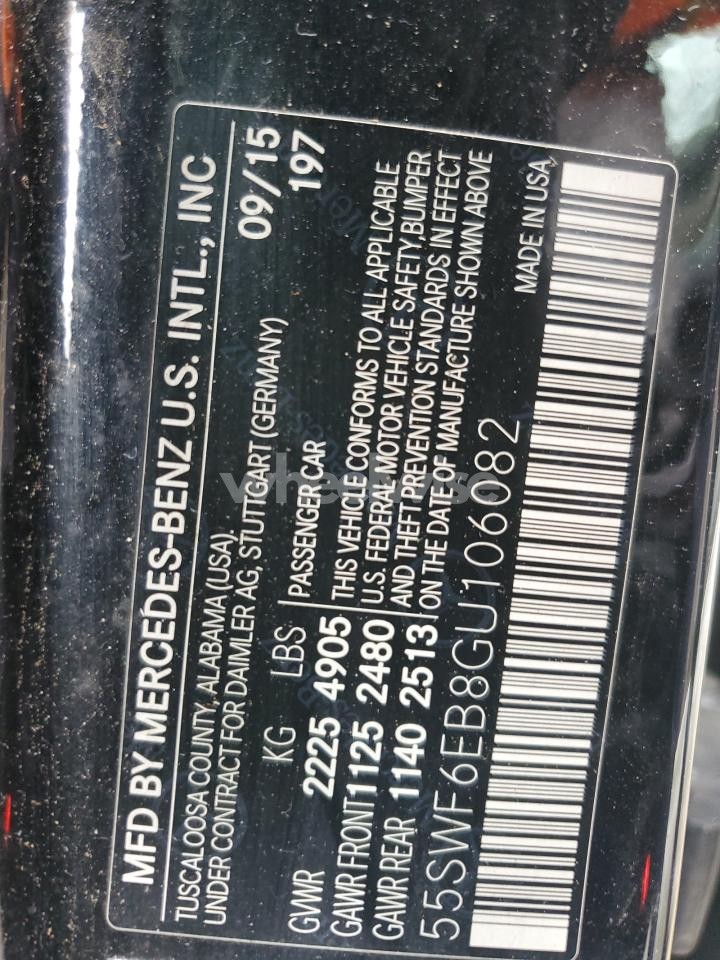 MFD BY MERCEDES-BENZ U.S. INTL., INC
TUSCALOOSA COUNTY, ALABAMA (USA),
UNDER CONTRACT FOR DAIMLER AG, STUTTGART (GERMANY)
09/15
197
KG LBS
GVWR 2225 4905
GAWR FRONT 1125 2480
GAWR REAR 1140 2513
PASSENGER CAR
THIS VEHICLE CONFORMS TO ALL APPLICABLE
U.S. FEDERAL MOTOR VEHICLE SAFETY,BUMPER
AND THEFT PREVENTION STANDARDS IN EFFECT
ON THE DATE OF MANUFACTURE SHOWN ABOVE
55SWF6EB8GU106082
MADE IN USA